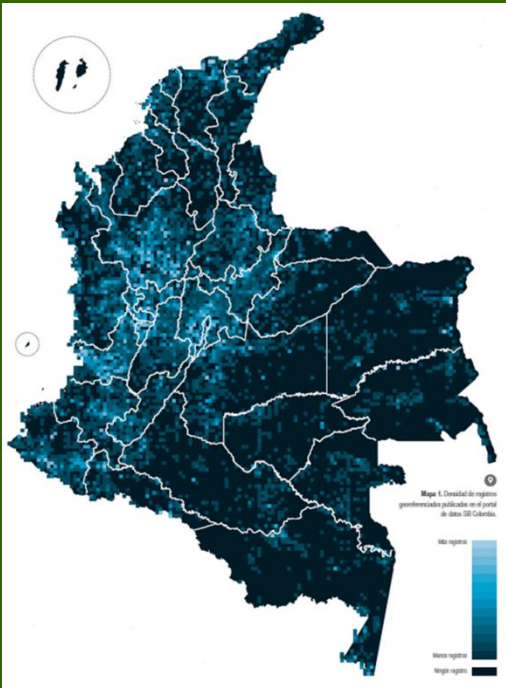 Mapa 1. Densidad de registros
georreferenciados publicados en el portal
de datos SIB Colombia.
Más registros
Menos registros
Ningún registro